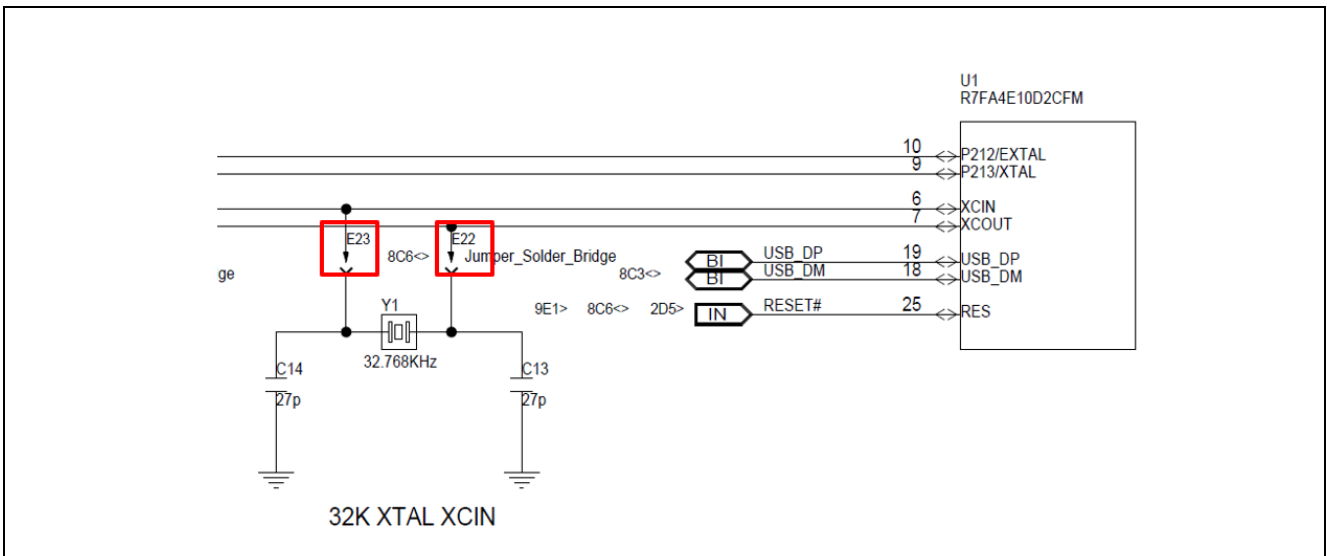 U1
R7FA4E10D2CFM
10
P212/EXTAL
9
P213/XTAL
6
XCIN
7
XCOUT
E23
8C6<>
E22
Jumper_Solder_Bridge
ge
8C3<>
BI
USB_DP
19
USB_DP
BI
USB_DM
18
USB_DM
9E1>
8C6<>
2D5>
IN
RESET#
25
RES
Y1
32.768KHz
C14
27p
C13
27p
32K XTAL XCIN